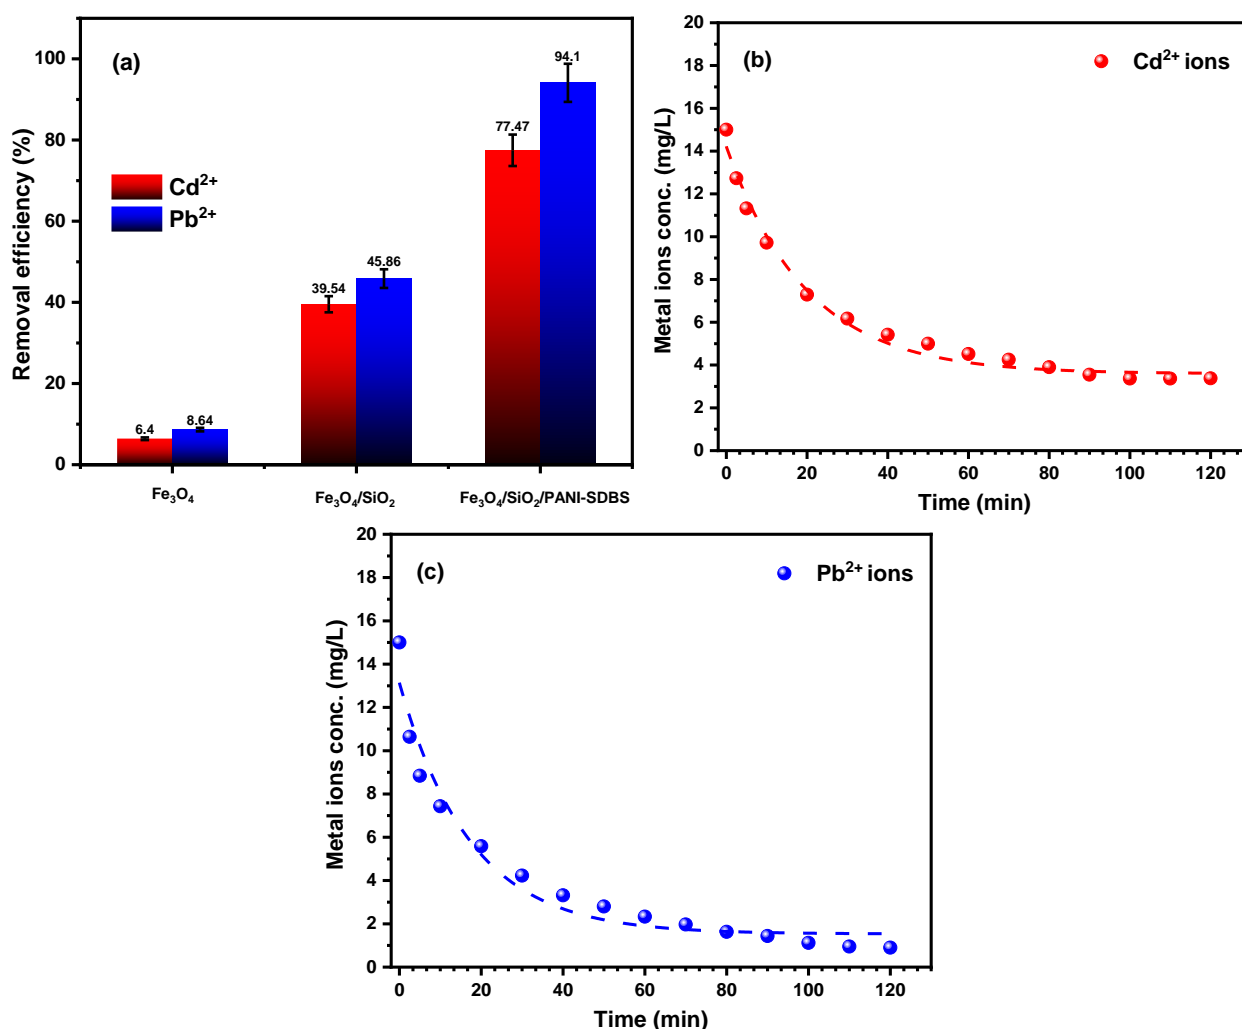 (a)
Removal efficiency (%)
100
80
60
40
20
0
Cd²⁺
Pb²⁺
6.4
8.64
39.54
45.86
77.47
94.1
Fe₃O₄
Fe₃O₄/SiO₂
Fe₃O₄/SiO₂/PANI-SDBS
(b)
Cd²⁺ ions
Metal ions conc. (mg/L)
20
18
16
14
12
10
8
6
4
2
0
0 20 40 60 80 100 120
Time (min)
(c)
Pb²⁺ ions
Metal ions conc. (mg/L)
20
18
16
14
12
10
8
6
4
2
0
0 20 40 60 80 100 120
Time (min)